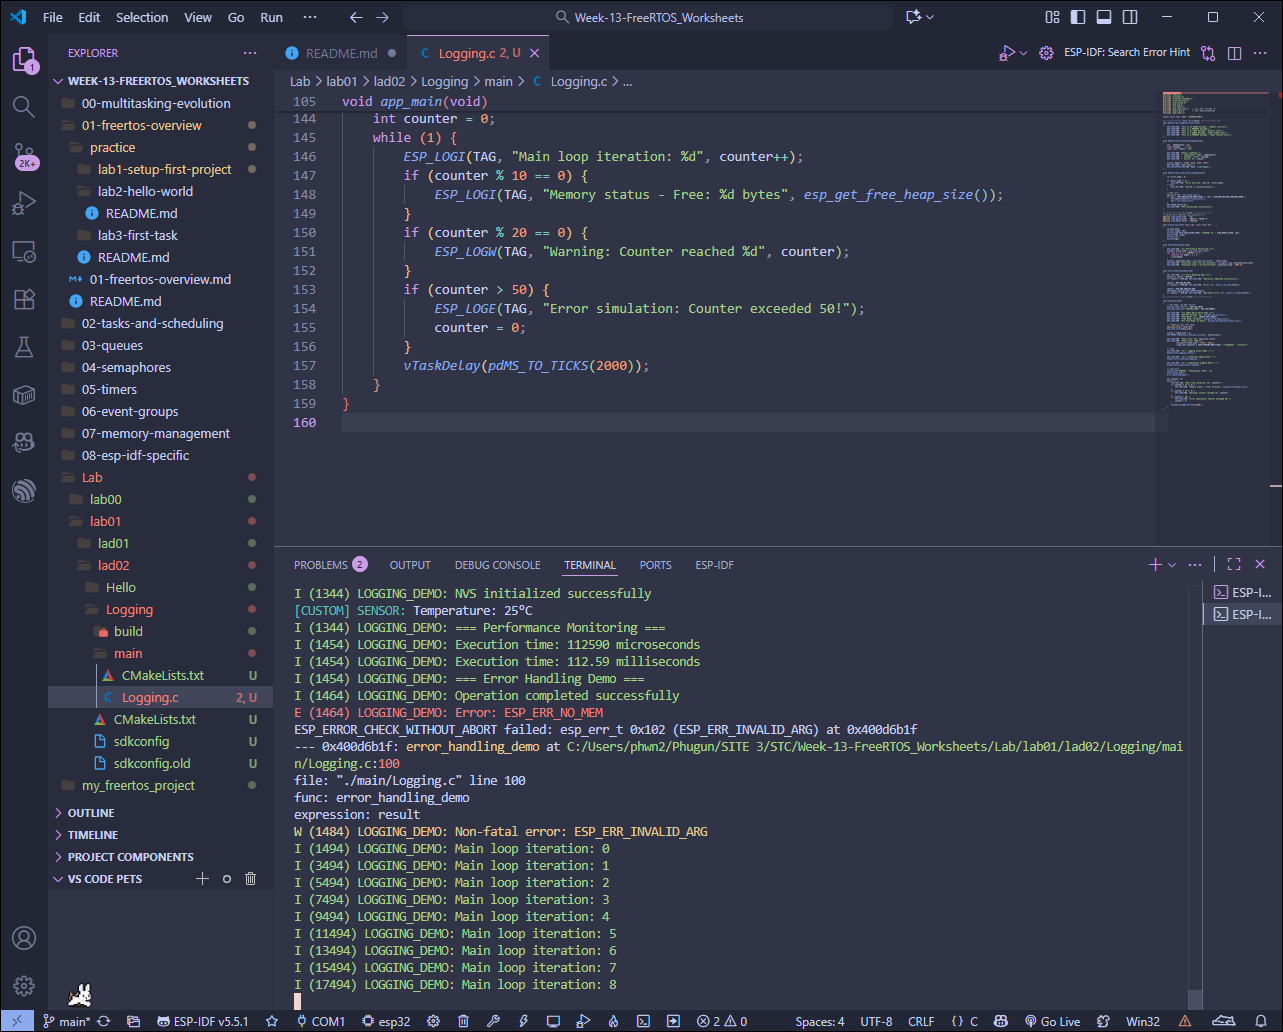 File Edit Selection View Go Run ··· Week-13-FreeRTOS_Worksheets
EXPLORER ···
WEEK-13-FREERTOS_WORKSHEETS
00-multitasking-evolution
01-freertos-overview
practice
lab1-setup-first-project
lab2-hello-world
README.md
lab3-first-task
README.md
01-freertos-overview.md
README.md
02-tasks-and-scheduling
03-queues
04-semaphores
05-timers
06-event-groups
07-memory-management
08-esp-idf-specific
Lab
lab00
lab01
lad01
lad02
Hello
Logging
build
main
CMakeLists.txt U
Logging.c 2, U
CMakeLists.txt U
sdkconfig U
sdkconfig.old U
my_freertos_project
OUTLINE
TIMELINE
PROJECT COMPONENTS
VS CODE PETS
1
2K+
README.md
C Logging.c 2, U
ESP-IDF: Search Error Hint
Lab > lab01 > lad02 > Logging > main > C Logging.c > ...
105 void app_main(void)
144 int counter = 0;
145 while (1) {
146 ESP_LOGI(TAG, "Main loop iteration: %d", counter++);
147 if (counter % 10 == 0) {
148 ESP_LOGI(TAG, "Memory status - Free: %d bytes", esp_get_free_heap_size());
149 }
150 if (counter % 20 == 0) {
151 ESP_LOGW(TAG, "Warning: Counter reached %d", counter);
152 }
153 if (counter > 50) {
154 ESP_LOGE(TAG, "Error simulation: Counter exceeded 50!");
155 counter = 0;
156 }
157 vTaskDelay(pdMS_TO_TICKS(2000));
158 }
159 }
160
PROBLEMS 2 OUTPUT DEBUG CONSOLE TERMINAL PORTS ESP-IDF
I (1344) LOGGING_DEMO: NVS initialized successfully
[CUSTOM] SENSOR: Temperature: 25°C
I (1344) LOGGING_DEMO: === Performance Monitoring ===
I (1454) LOGGING_DEMO: Execution time: 112590 microseconds
I (1454) LOGGING_DEMO: Execution time: 112.59 milliseconds
I (1454) LOGGING_DEMO: === Error Handling Demo ===
I (1464) LOGGING_DEMO: Operation completed successfully
E (1464) LOGGING_DEMO: Error: ESP_ERR_NO_MEM
ESP_ERROR_CHECK_WITHOUT_ABORT failed: esp_err_t 0x102 (ESP_ERR_INVALID_ARG) at 0x400d6b1f
--- 0x400d6b1f: error_handling_demo at C:/Users/phwn2/Phugun/SITE 3/STC/Week-13-FreeRTOS_Worksheets/Lab/lab01/lad02/Logging/mai
n/Logging.c:100
file: "./main/Logging.c" line 100
func: error_handling_demo
expression: result
W (1484) LOGGING_DEMO: Non-fatal error: ESP_ERR_INVALID_ARG
I (1494) LOGGING_DEMO: Main loop iteration: 0
I (3494) LOGGING_DEMO: Main loop iteration: 1
I (5494) LOGGING_DEMO: Main loop iteration: 2
I (7494) LOGGING_DEMO: Main loop iteration: 3
I (9494) LOGGING_DEMO: Main loop iteration: 4
I (11494) LOGGING_DEMO: Main loop iteration: 5
I (13494) LOGGING_DEMO: Main loop iteration: 6
I (15494) LOGGING_DEMO: Main loop iteration: 7
I (17494) LOGGING_DEMO: Main loop iteration: 8
ESP-I...
ESP-I...
main* ESP-IDF v5.5.1 COM1 esp32 2 0 Spaces: 4 UTF-8 CRLF {} C Go Live Win32